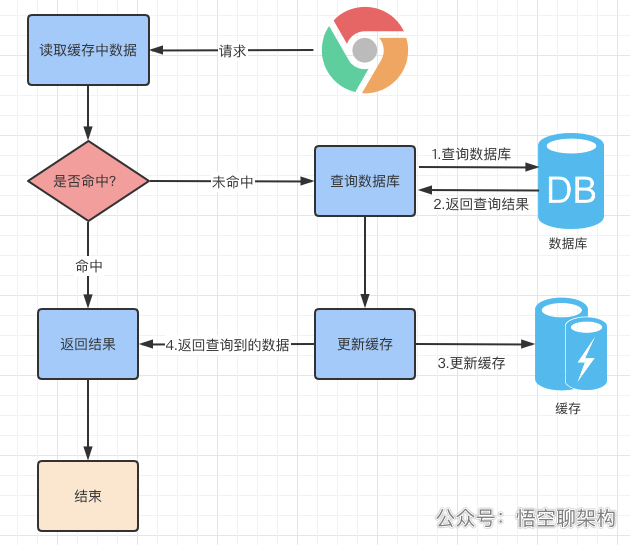 读取缓存中数据
请求
是否命中?
未命中
查询数据库
1.查询数据库
2.返回查询结果
DB
数据库
命中
返回结果
4.返回查询到的数据
更新缓存
3.更新缓存
缓存
结束
公众号：悟空聊架构